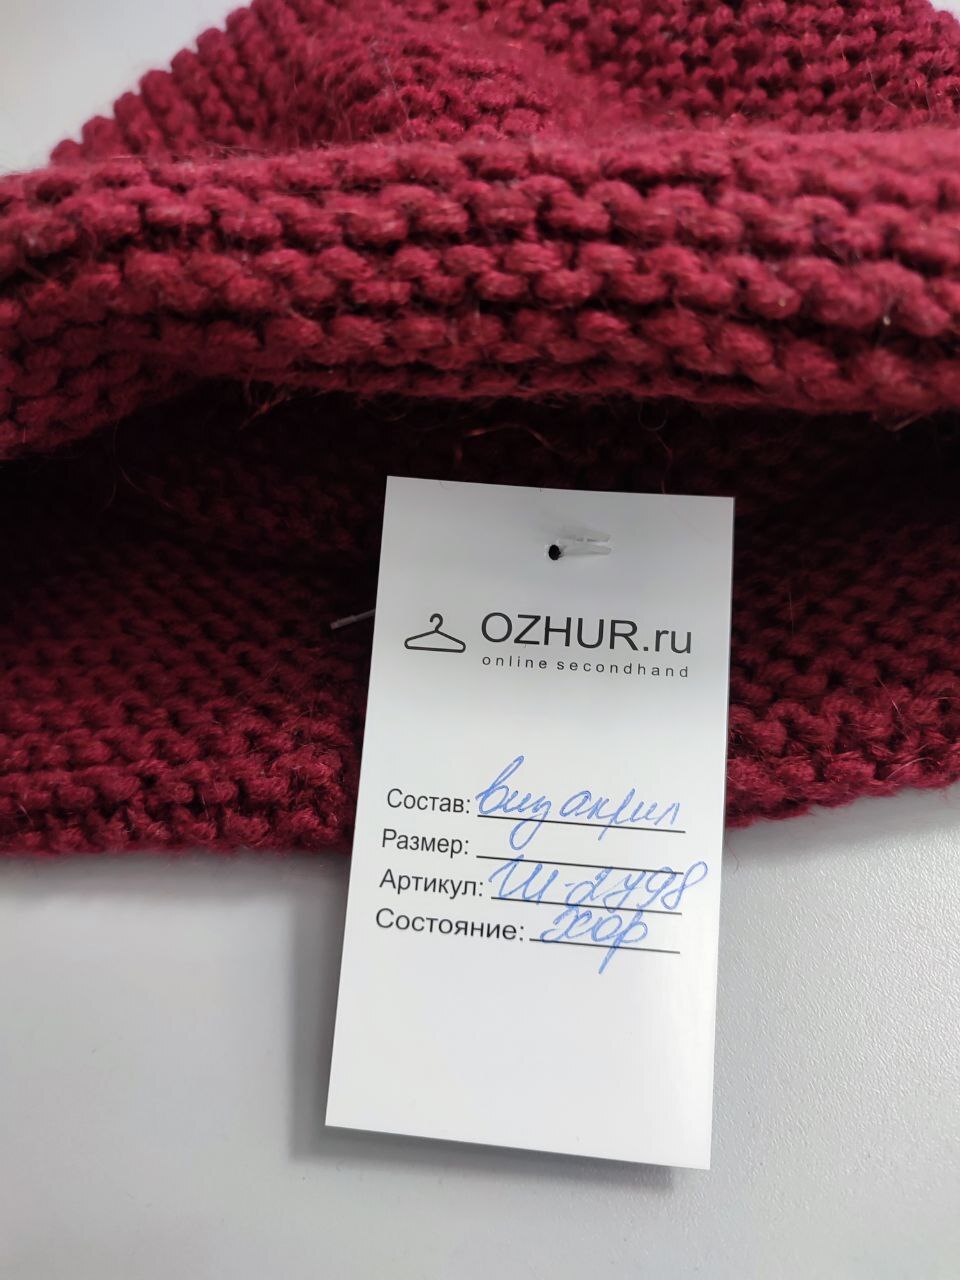 OZHUR.ru
online secondhand
Состав: виз акрил
Размер:
Артикул: Ш-2498
Состояние: хор